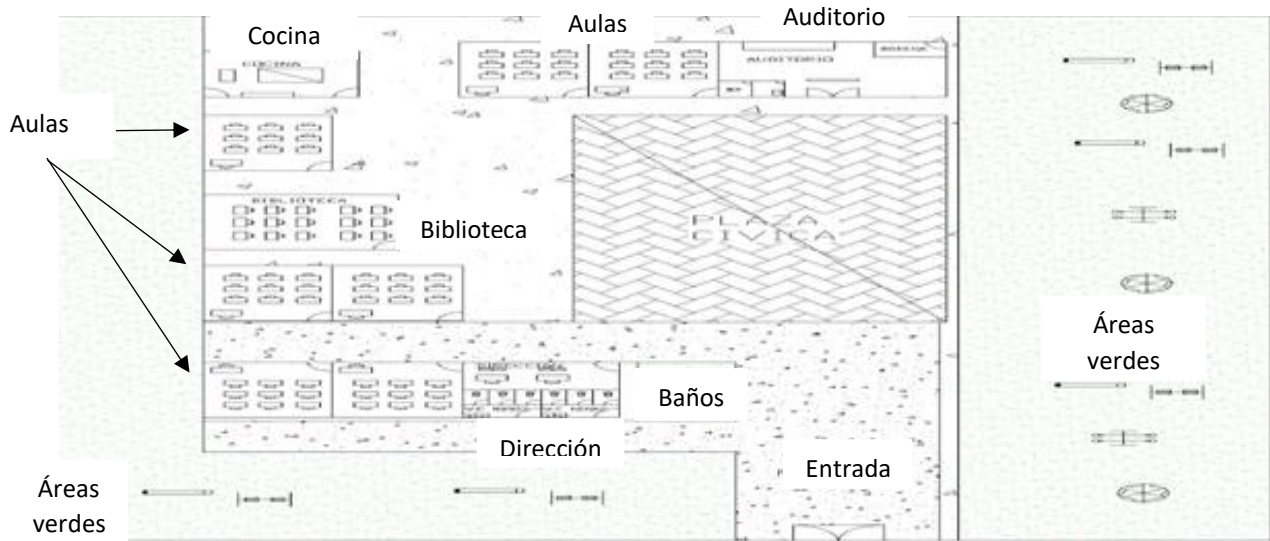 Cocina
Aulas
Auditorio
COCINA
AUDITORIO
Aulas
BIBLIOTECA
Biblioteca
PLAZA
CIVICA
Áreas
verdes
Baños
Dirección
Entrada
Áreas
verdes